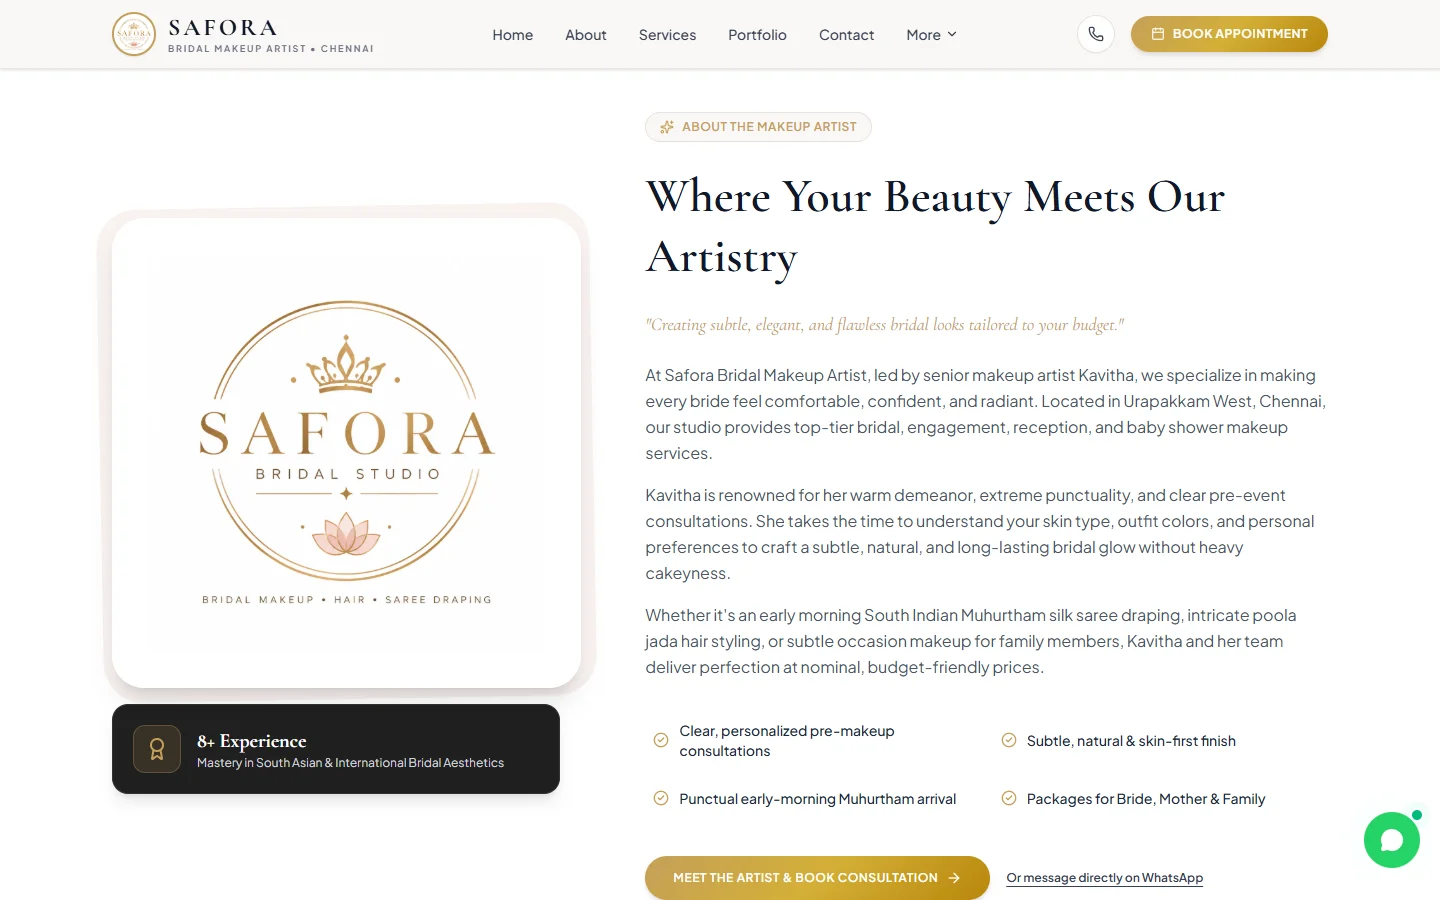 SAFORA
BRIDAL MAKEUP ARTIST • CHENNAI
Home
About
Services
Portfolio
Contact
More
BOOK APPOINTMENT
ABOUT THE MAKEUP ARTIST
Where Your Beauty Meets Our
Artistry
"Creating subtle, elegant, and flawless bridal looks tailored to your budget."
At Safora Bridal Makeup Artist, led by senior makeup artist Kavitha, we specialize in making
every bride feel comfortable, confident, and radiant. Located in Urapakkam West, Chennai,
our studio provides top-tier bridal, engagement, reception, and baby shower makeup
services.
Kavitha is renowned for her warm demeanor, extreme punctuality, and clear pre-event
consultations. She takes the time to understand your skin type, outfit colors, and personal
preferences to craft a subtle, natural, and long-lasting bridal glow without heavy
cakeyness.
Whether it's an early morning South Indian Muhurtham silk saree draping, intricate poola
jada hair styling, or subtle occasion makeup for family members, Kavitha and her team
deliver perfection at nominal, budget-friendly prices.
Clear, personalized pre-makeup
consultations
Subtle, natural & skin-first finish
Punctual early-morning Muhurtham arrival
Packages for Bride, Mother & Family
MEET THE ARTIST & BOOK CONSULTATION
Or message directly on WhatsApp
SAFORA
BRIDAL STUDIO
BRIDAL MAKEUP • HAIR • SAREE DRAPING
8+ Experience
Mastery in South Asian & International Bridal Aesthetics